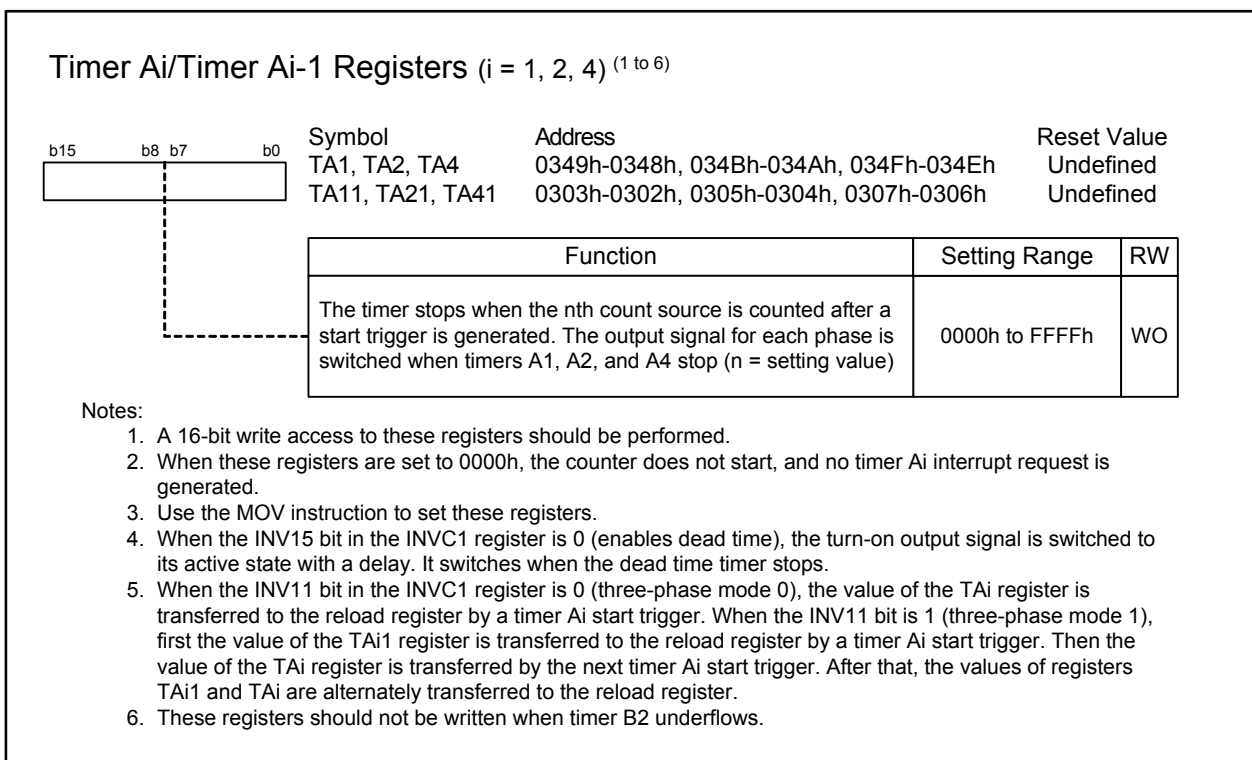 Timer Ai/Timer Ai-1 Registers (i = 1, 2, 4) (1 to 6)
b15 b8 b7 b0
Symbol Address Reset Value
TA1, TA2, TA4 0349h-0348h, 034Bh-034Ah, 034Fh-034Eh Undefined
TA11, TA21, TA41 0303h-0302h, 0305h-0304h, 0307h-0306h Undefined
Function Setting Range RW
The timer stops when the nth count source is counted after a
start trigger is generated. The output signal for each phase is
switched when timers A1, A2, and A4 stop (n = setting value)
0000h to FFFFh WO
Notes:
1. A 16-bit write access to these registers should be performed.
2. When these registers are set to 0000h, the counter does not start, and no timer Ai interrupt request is
generated.
3. Use the MOV instruction to set these registers.
4. When the INV15 bit in the INVC1 register is 0 (enables dead time), the turn-on output signal is switched to
its active state with a delay. It switches when the dead time timer stops.
5. When the INV11 bit in the INVC1 register is 0 (three-phase mode 0), the value of the TAi register is
transferred to the reload register by a timer Ai start trigger. When the INV11 bit is 1 (three-phase mode 1),
first the value of the TAi1 register is transferred to the reload register by a timer Ai start trigger. Then the
value of the TAi register is transferred by the next timer Ai start trigger. After that, the values of registers
TAi1 and TAi are alternately transferred to the reload register.
6. These registers should not be written when timer B2 underflows.